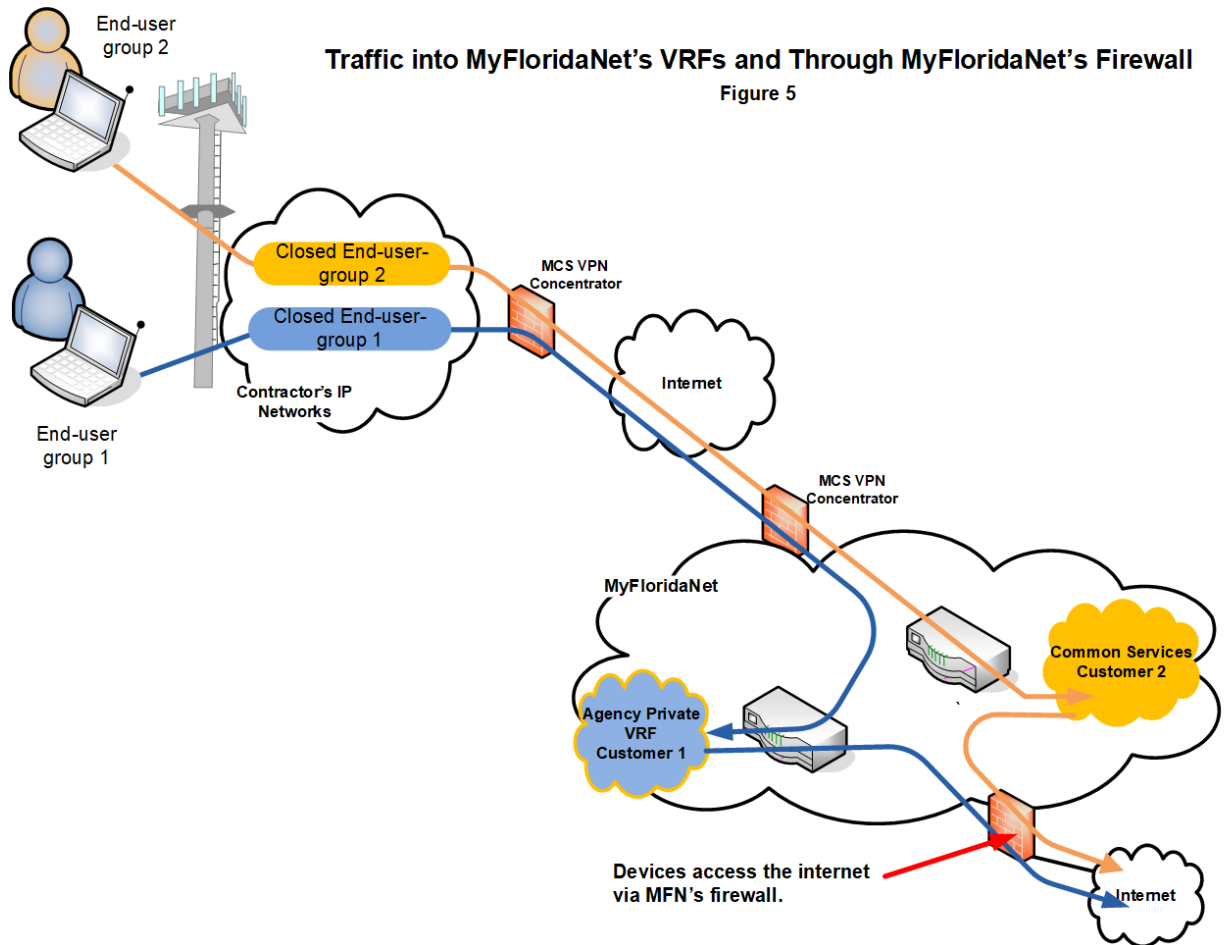 End-user
group 2
Traffic into MyFloridaNet’s VRFs and Through MyFloridaNet’s Firewall
Figure 5
Closed End-user-
group 2
MCS VPN
Concentrator
Closed End-user-
group 1
Internet
Contractor’s IP
Networks
End-user
group 1
MCS VPN
Concentrator
MyFloridaNet
Common Services
Customer 2
Agency Private
VRF
Customer 1
Devices access the internet
via MFN’s firewall.
Internet